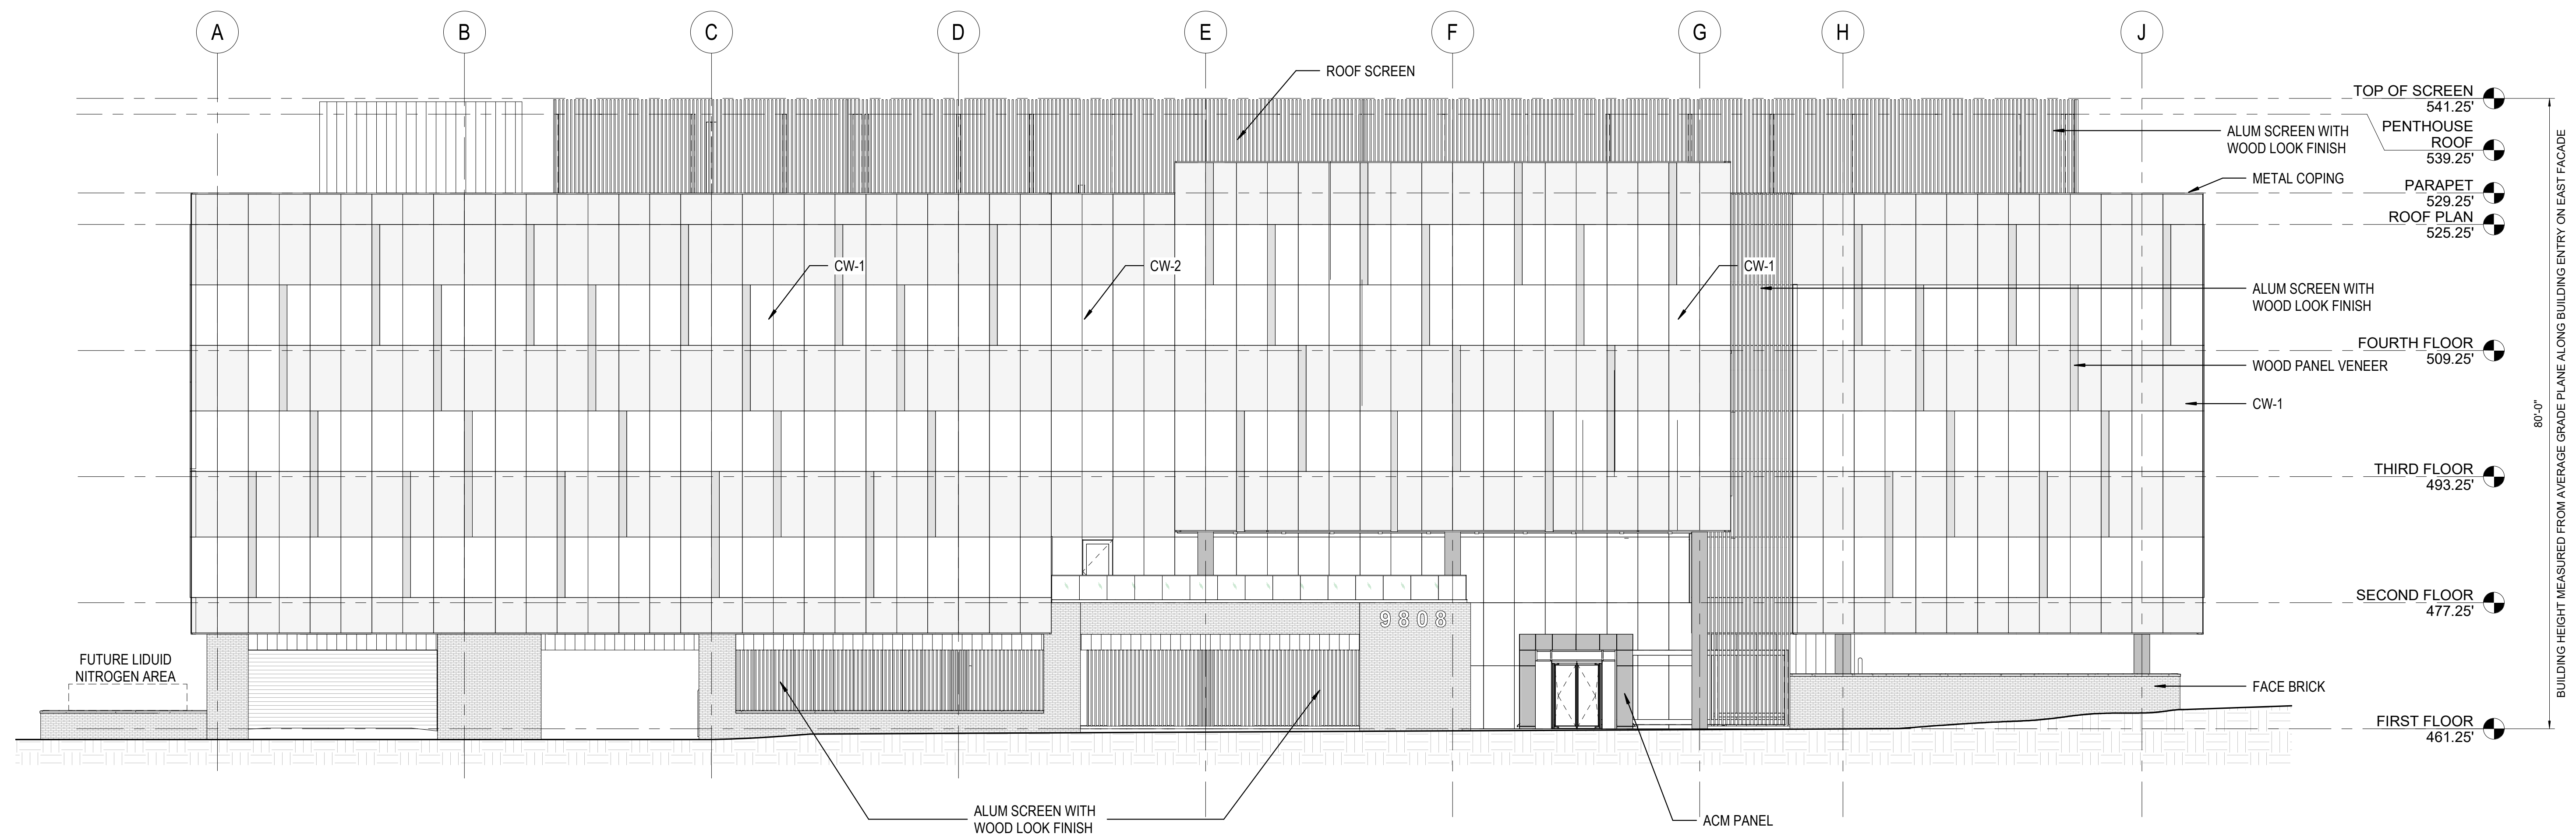 A
B
C
D
E
F
G
H
J
ROOF SCREEN
TOP OF SCREEN
541.25'
PENTHOUSE
ROOF
539.25'
ALUM SCREEN WITH
WOOD LOOK FINISH
METAL COPING
PARAPET
529.25'
ROOF PLAN
525.25'
CW-1
CW-2
CW-1
ALUM SCREEN WITH
WOOD LOOK FINISH
FOURTH FLOOR
509.25'
WOOD PANEL VENEER
CW-1
THIRD FLOOR
493.25'
SECOND FLOOR
477.25'
9808
FUTURE LIDUID
NITROGEN AREA
FACE BRICK
FIRST FLOOR
461.25'
ALUM SCREEN WITH
WOOD LOOK FINISH
ACM PANEL
80'-0"
BUILDING HEIGHT MEASURED FROM AVERAGE GRADE PLANE ALONG BUILDING ENTRY ON EAST FACADE